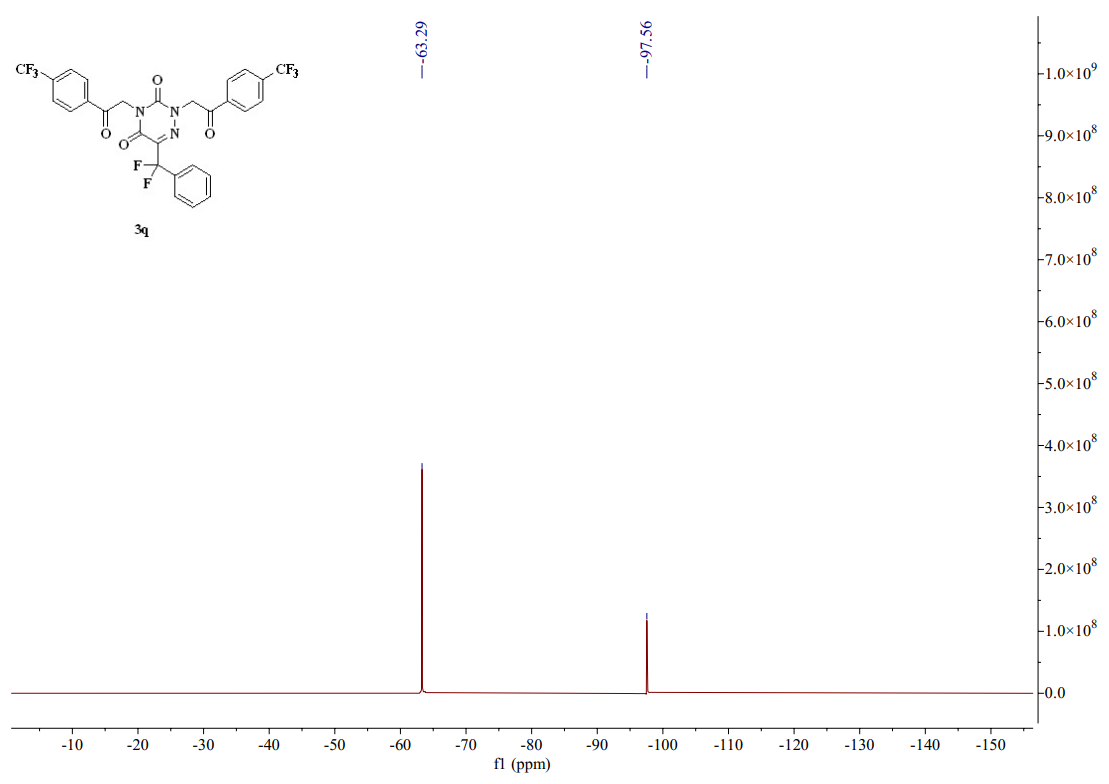 -63.29
-97.56
CF3
CF3
O
O
N
N
O
O
N
O
F
F
3q
1.0×10^9
9.0×10^8
8.0×10^8
7.0×10^8
6.0×10^8
5.0×10^8
4.0×10^8
3.0×10^8
2.0×10^8
1.0×10^8
0.0
-10 -20 -30 -40 -50 -60 -70 -80 -90 -100 -110 -120 -130 -140 -150
f1 (ppm)